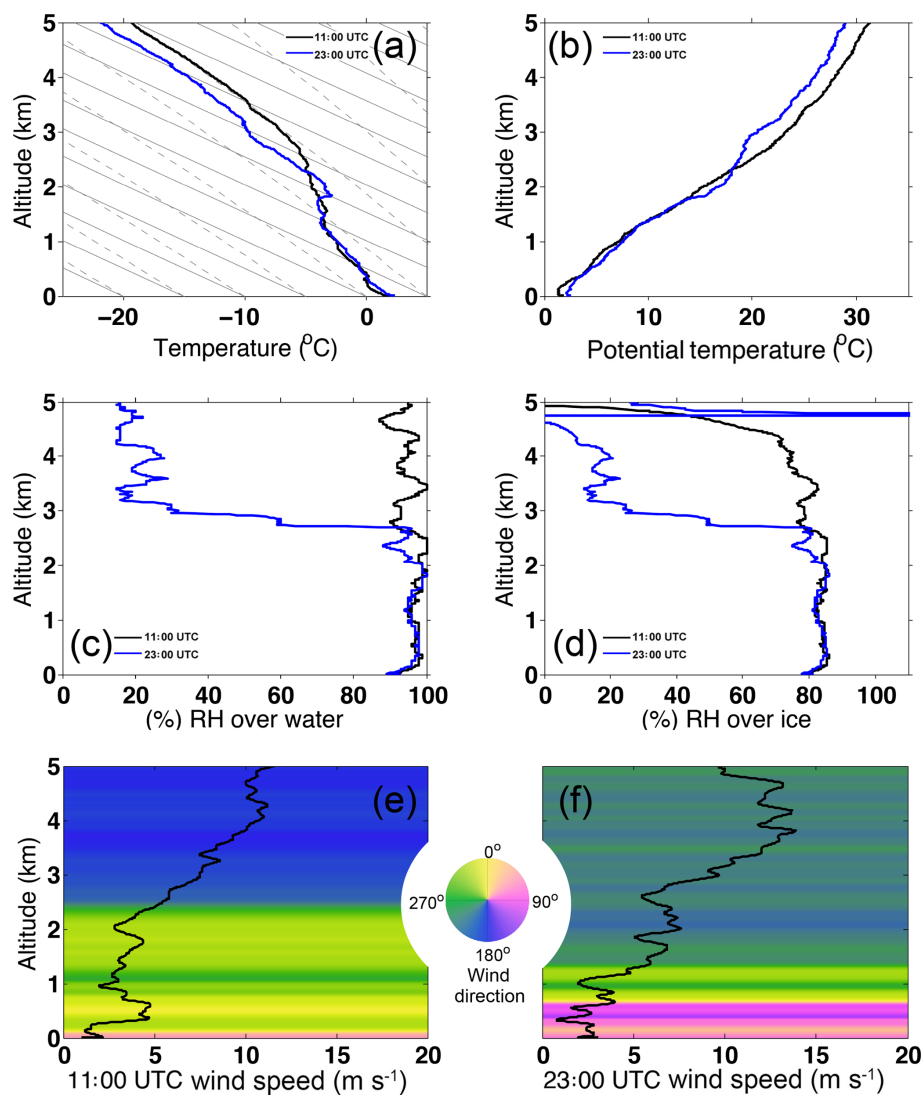 5
4
3
2
1
0
Altitude (km)
11:00 UTC
23:00 UTC
(a)
−20
−10
0
Temperature (ºC)
5
4
3
2
1
0
Altitude (km)
(b)
11:00 UTC
23:00 UTC
0
10
20
30
Potential temperature (ºC)
5
4
3
2
1
0
Altitude (km)
(c)
11:00 UTC
23:00 UTC
0
20
40
60
80
100
(%) RH over water
5
4
3
2
1
0
Altitude (km)
(d)
11:00 UTC
23:00 UTC
0
20
40
60
80
100
(%) RH over ice
5
4
3
2
1
0
Altitude (km)
(e)
0
5
10
15
20
11:00 UTC wind speed (m s⁻¹)
0º
270º
90º
180º
Wind
direction
(f)
0
5
10
15
20
23:00 UTC wind speed (m s⁻¹)